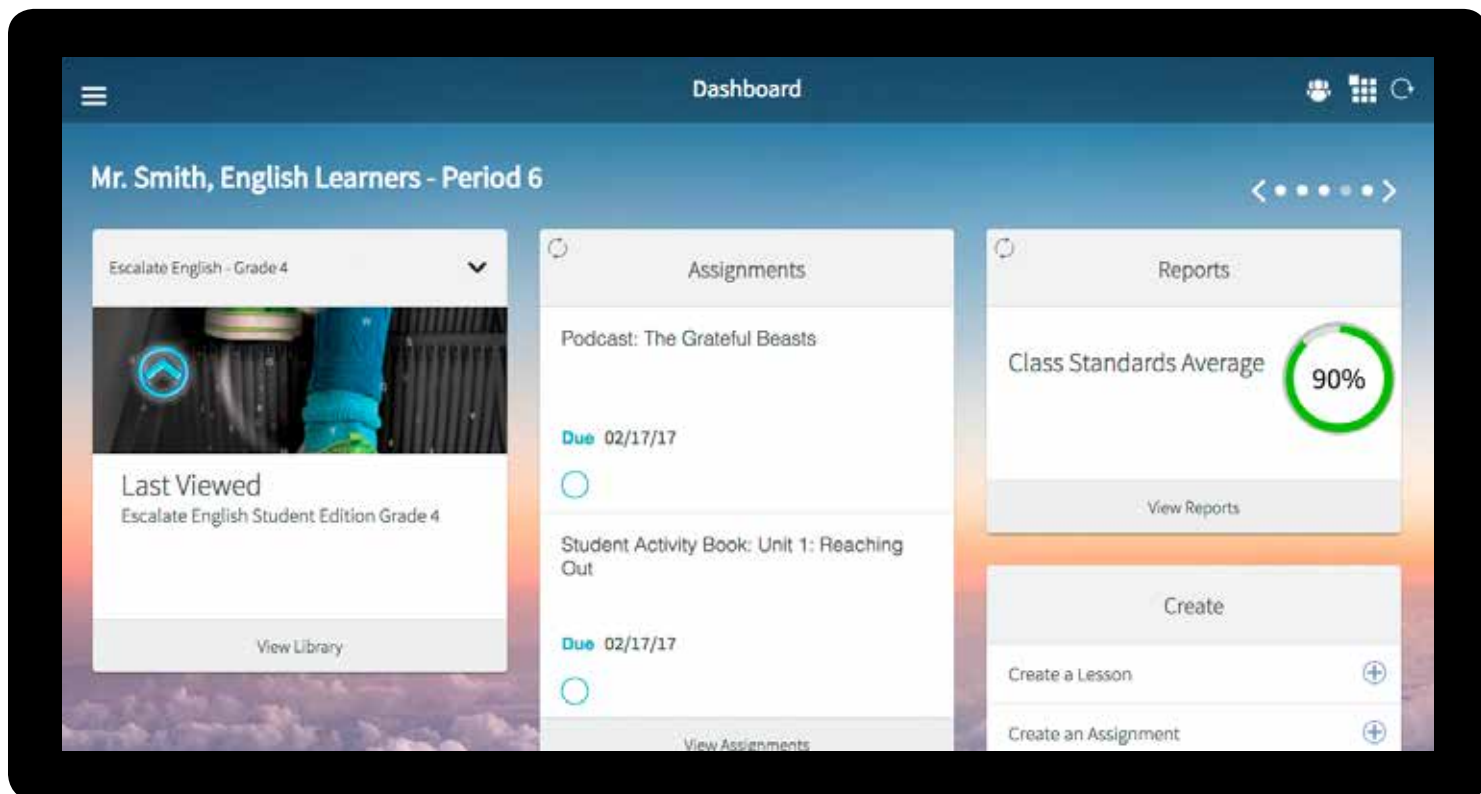 Dashboard
Mr. Smith, English Learners - Period 6
Escalate English - Grade 4
Last Viewed
Escalate English Student Edition Grade 4
View Library
Assignments
Podcast: The Grateful Beasts
Due 02/17/17
Student Activity Book: Unit 1: Reaching
Out
Due 02/17/17
View Assignments
Reports
Class Standards Average
90%
View Reports
Create
Create a Lesson
Create an Assignment